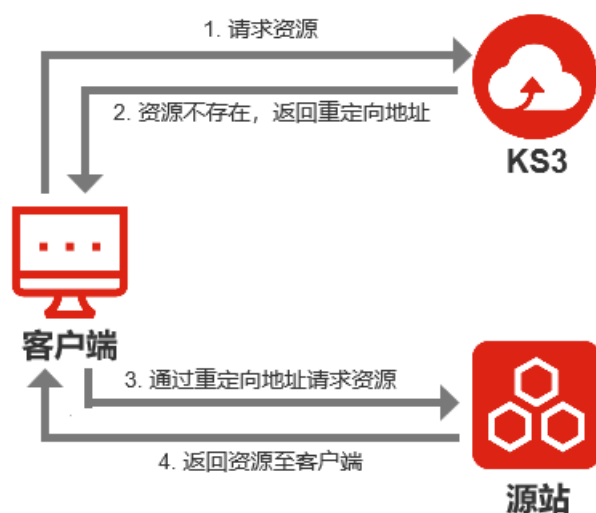 1. 请求资源
2. 资源不存在，返回重定向地址
KS3
客户端
3. 通过重定向地址请求资源
4. 返回资源至客户端
源站